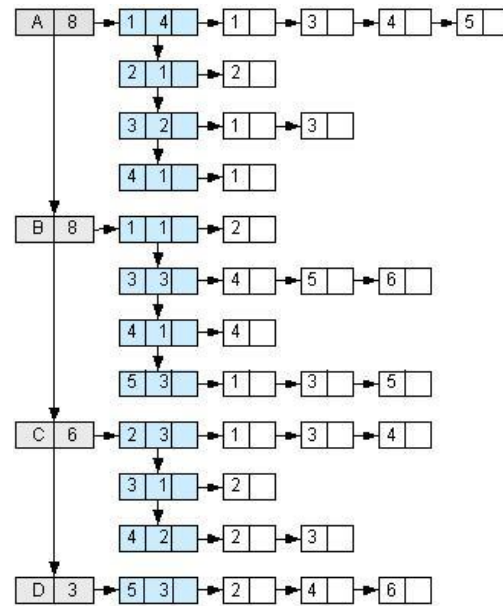 A 8 1 4 1 3 4 5
2 1 2
3 2 1 3
4 1 1
B 8 1 1 2
3 3 4 5 6
4 1 4
5 3 1 3 5
C 6 2 3 1 3 4
3 1 2
4 2 2 3
D 3 5 3 2 4 6